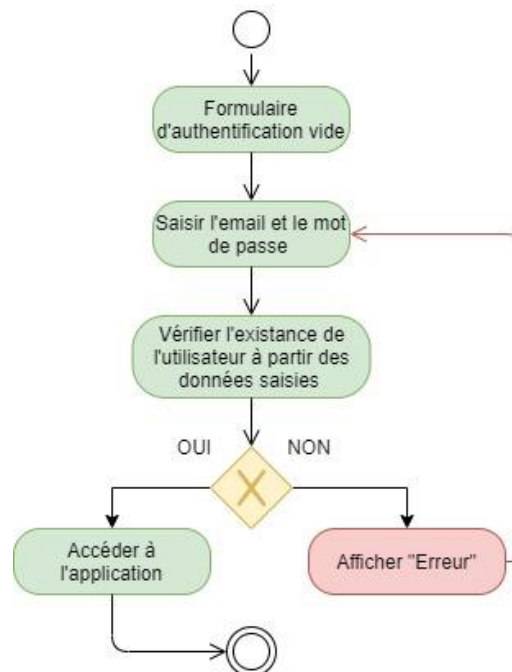 Formulaire
d'authentification vide
Saisir l'email et le mot
de passe
Vérifier l'existance de
l'utilisateur à partir des
données saisies
OUI
NON
Accéder à
l'application
Afficher "Erreur"